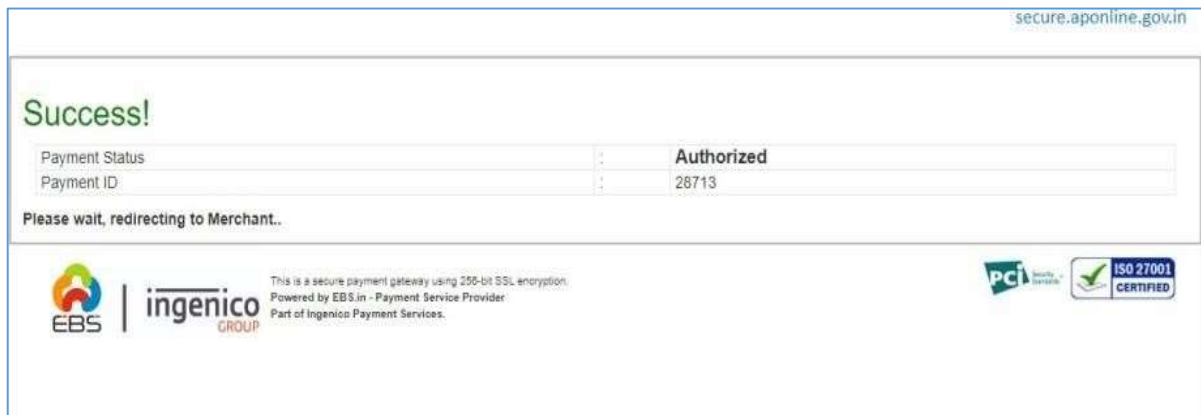 secure.aponline.gov.in
Success!
Payment Status : Authorized
Payment ID : 28713
Please wait, redirecting to Merchant..
EBS
ingenico
GROUP
This is a secure payment gateway using 256-bit SSL encryption.
Powered by EBS.in - Payment Service Provider
Part of Ingenico Payment Services.
PCI Security
Standards
ISO 27001
CERTIFIED